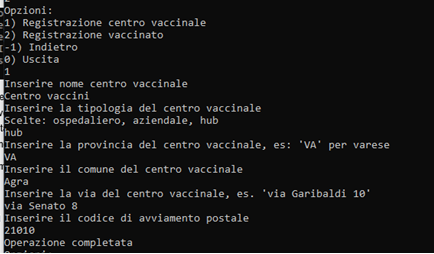 Opzioni:
1) Registrazione centro vaccinale
2) Registrazione vaccinato
-1) Indietro
0) Uscita
1
Inserire nome centro vaccinale
Centro vaccini
Inserire la tipologia del centro vaccinale
Scelte: ospedaliero, aziendale, hub
hub
Inserire la provincia del centro vaccinale, es: 'VA' per varese
VA
Inserire il comune del centro vaccinale
Agra
Inserire la via del centro vaccinale, es. 'via Garibaldi 10'
via Senato 8
Inserire il codice di avviamento postale
21010
Operazione completata